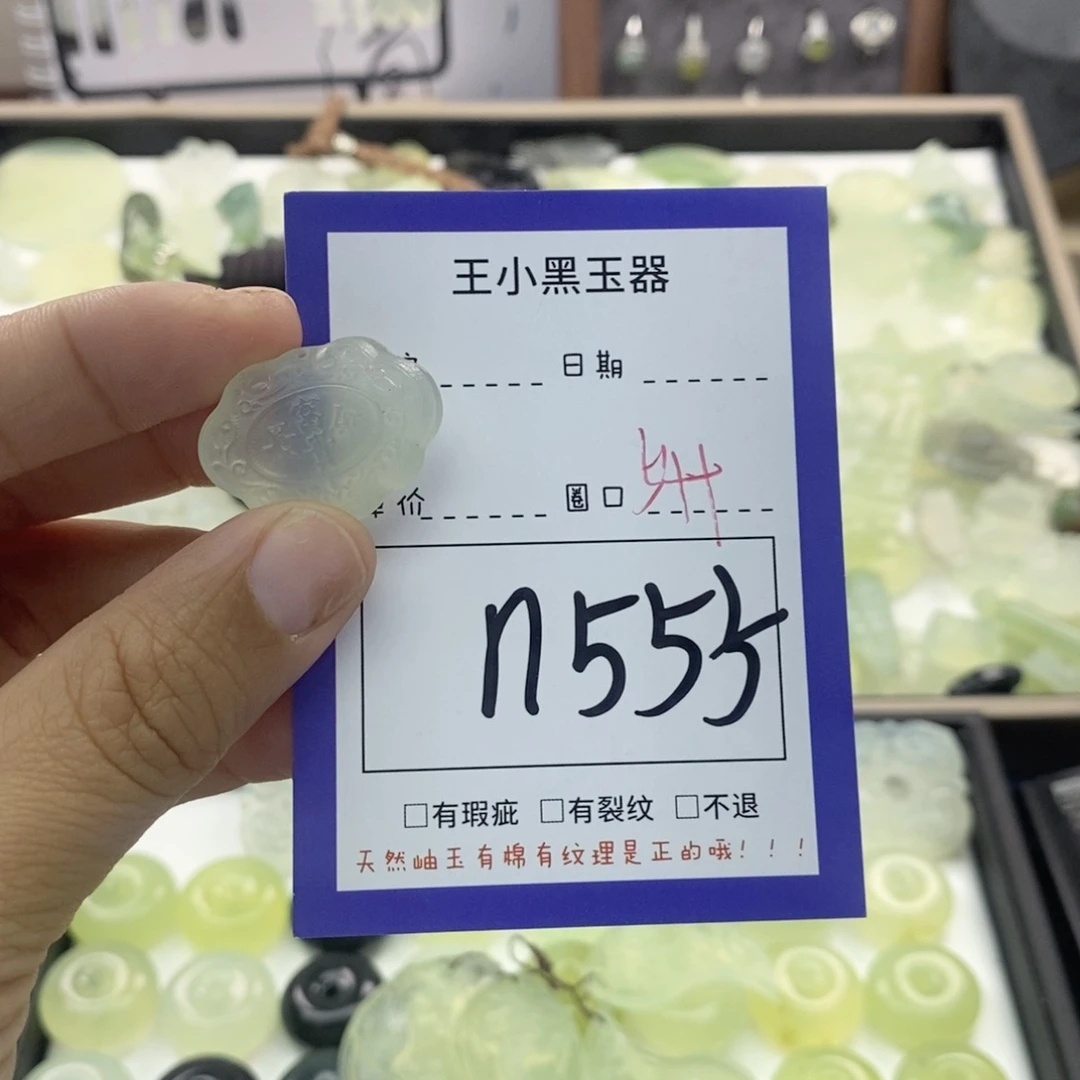 王小黑玉器
日期
价 圈口
n55
□有瑕疵 □有裂纹 □不退
天然岫玉有棉有纹理是正的哦！！！